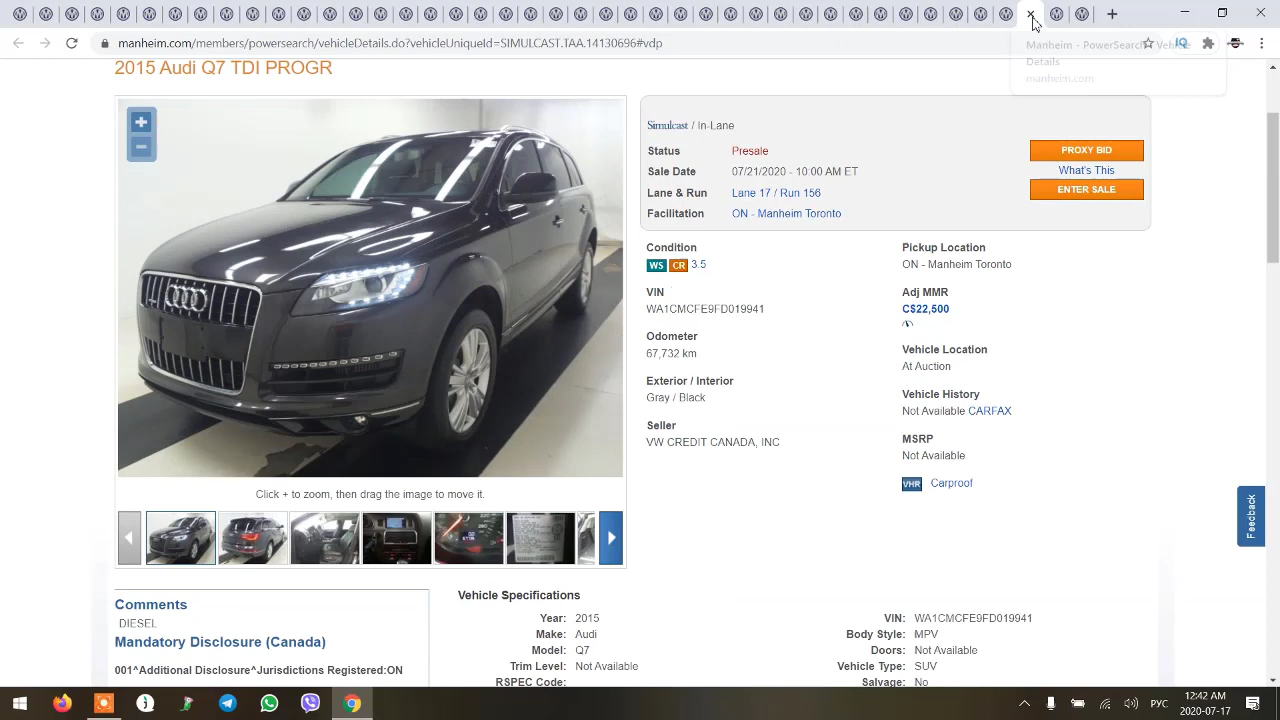 manheim.com/members/powersearch/vehicleDetails.do?vehicleUniqueId=SIMULCAST.TAA.14130696#vdp
Manheim - PowerSearch - Vehicle
Details
manheim.com
2015 Audi Q7 TDI PROGR
Simulcast / In-Lane
Status Presale
PROXY BID
Sale Date 07/21/2020 - 10:00 AM ET
What's This
Lane & Run Lane 17 / Run 156
ENTER SALE
Facilitation ON - Manheim Toronto
Condition
WS CR 3.5
VIN
WA1CMCFE9FD019941
Odometer
67,732 km
Exterior / Interior
Gray / Black
Seller
VW CREDIT CANADA, INC
Pickup Location
ON - Manheim Toronto
Adj MMR
C$22,500
Vehicle Location
At Auction
Vehicle History
Not Available CARFAX
MSRP
Not Available
VHR Carproof
Feedback
Click + to zoom, then drag the image to move it.
Comments
DIESEL
Mandatory Disclosure (Canada)
001^Additional Disclosure^Jurisdictions Registered:ON
Vehicle Specifications
Year: 2015
Make: Audi
Model: Q7
Trim Level: Not Available
RSPEC Code:
VIN: WA1CMCFE9FD019941
Body Style: MPV
Doors: Not Available
Vehicle Type: SUV
Salvage: No
РУС
12:42 AM
2020-07-17